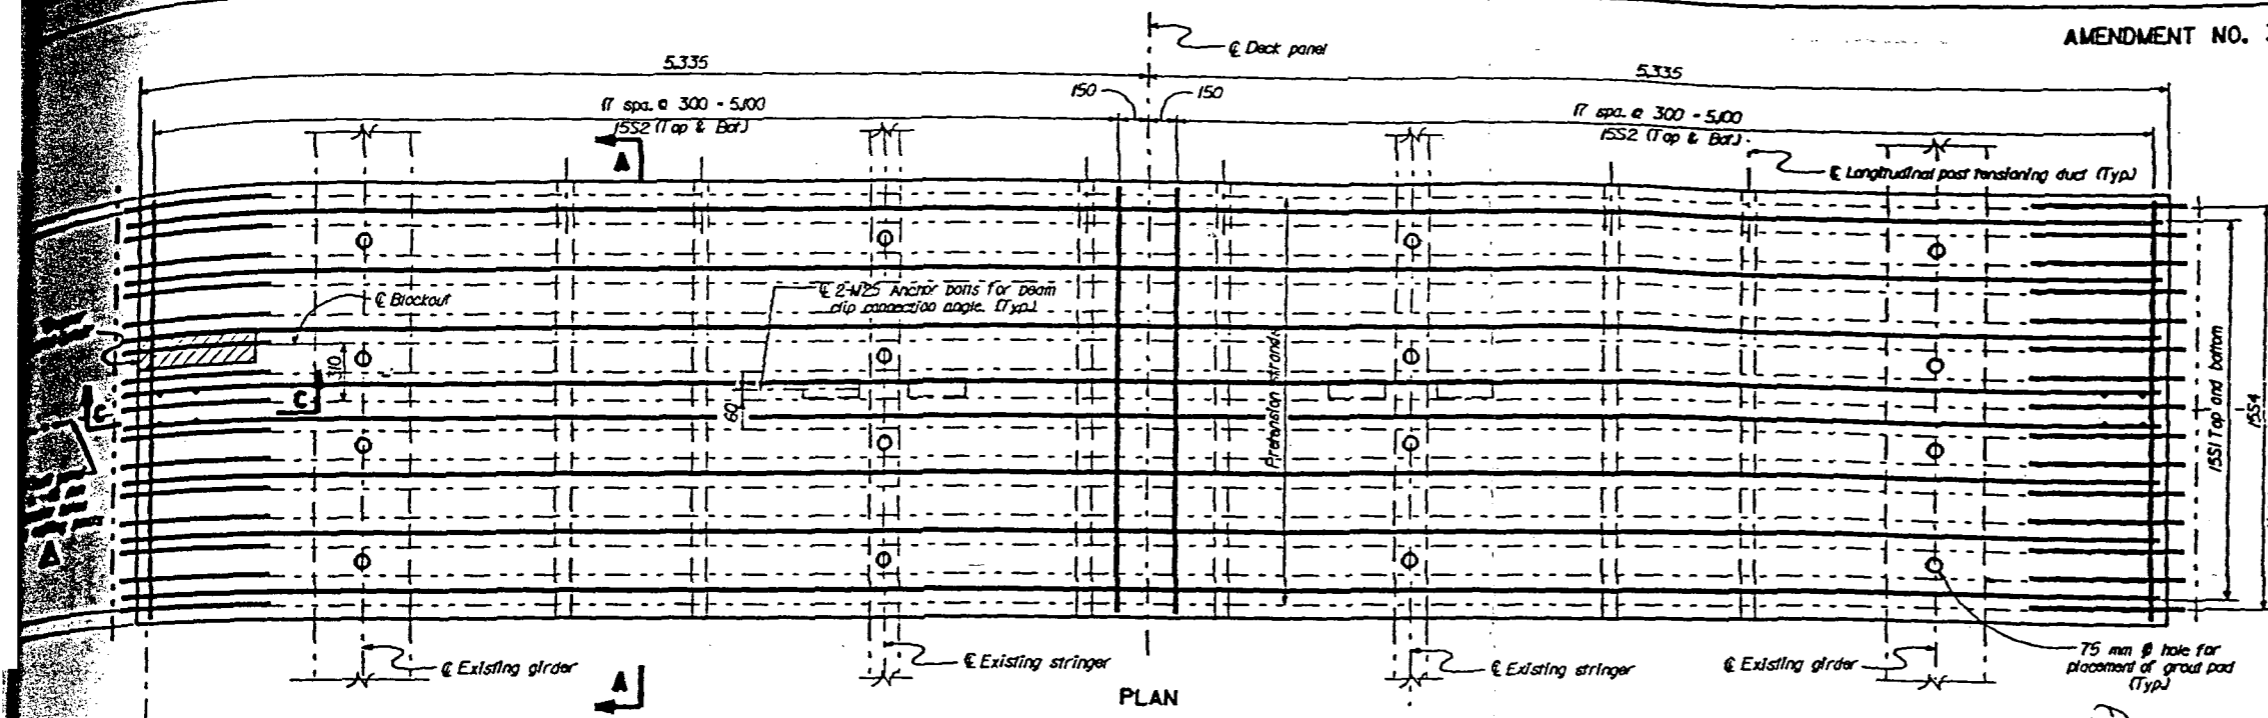 AMENDMENT NO.
℄ Deck panel
5.335
5.335
150
150
17 spa. @ 300 - 5,100
15S2 (Top & Bot.)
17 spa. @ 300 - 5,100
15S2 (Top & Bot.)
A
℄ Longitudinal post tensioning duct (Typ.)
℄ Blockout
℄ 2-M25 Anchor bolts for beam
clip connection angle. (Typ.)
310
C
C
60
Pretension strands
15S1 Top and bottom
15S4
A
℄ Existing girder
℄ Existing stringer
℄ Existing stringer
℄ Existing girder
75 mm ø hole for
placement of grout pad
(Typ.)
A
PLAN